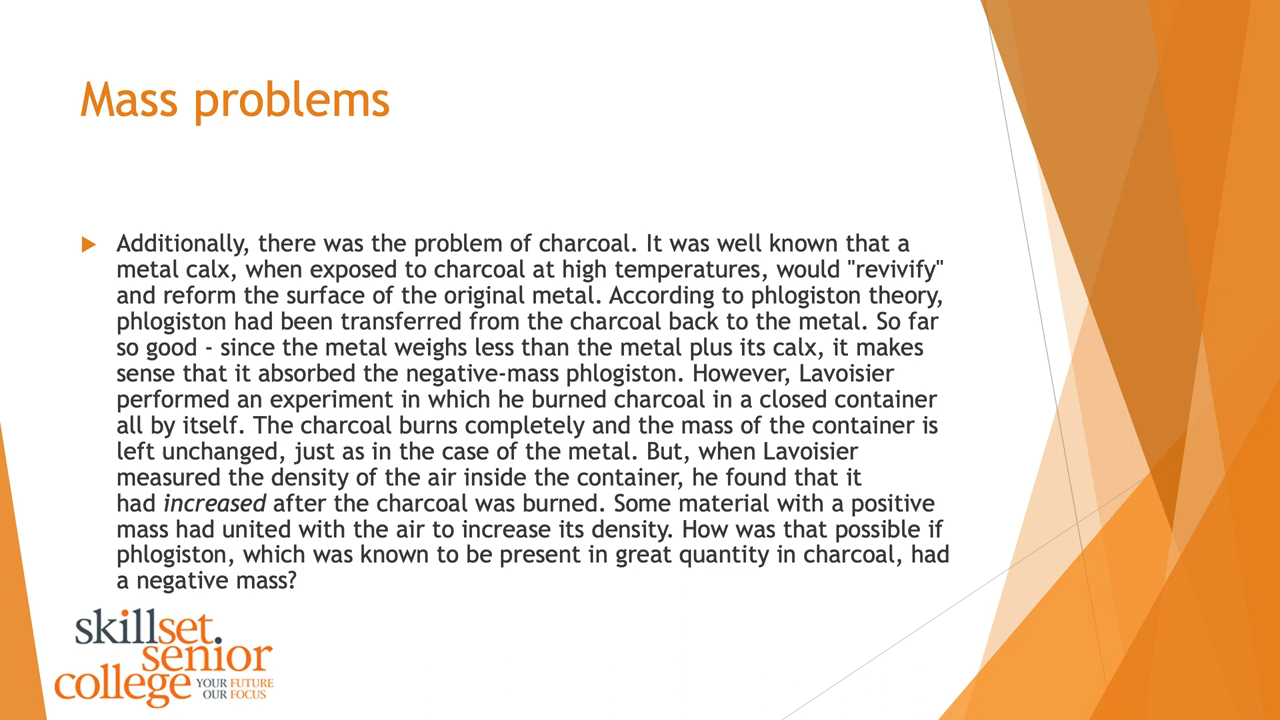 Mass problems
Additionally, there was the problem of charcoal. It was well known that a
metal calx, when exposed to charcoal at high temperatures, would "revivify"
and reform the surface of the original metal. According to phlogiston theory,
phlogiston had been transferred from the charcoal back to the metal. So far
so good - since the metal weighs less than the metal plus its calx, it makes
sense that it absorbed the negative-mass phlogiston. However, Lavoisier
performed an experiment in which he burned charcoal in a closed container
all by itself. The charcoal burns completely and the mass of the container is
left unchanged, just as in the case of the metal. But, when Lavoisier
measured the density of the air inside the container, he found that it
had increased after the charcoal was burned. Some material with a positive
mass had united with the air to increase its density. How was that possible if
phlogiston, which was known to be present in great quantity in charcoal, had
a negative mass?
skillset.
senior
college
YOUR FUTURE
OUR FOCUS